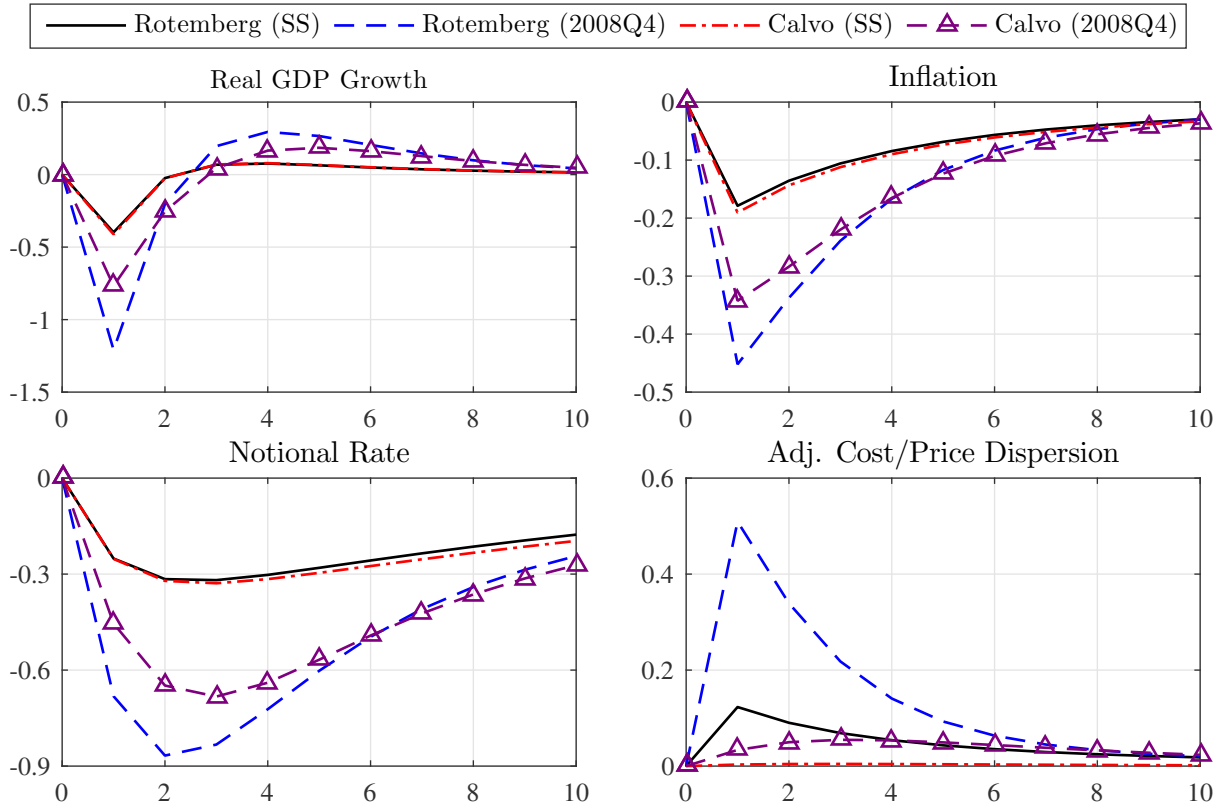 Rotemberg (SS) Rotemberg (2008Q4) Calvo (SS) Calvo (2008Q4)
Real GDP Growth
0.5
0
-0.5
-1
-1.5
0 2 4 6 8 10
Inflation
0
-0.1
-0.2
-0.3
-0.4
-0.5
0 2 4 6 8 10
Notional Rate
0
-0.3
-0.6
-0.9
0 2 4 6 8 10
Adj. Cost/Price Dispersion
0.6
0.4
0.2
0
0 2 4 6 8 10